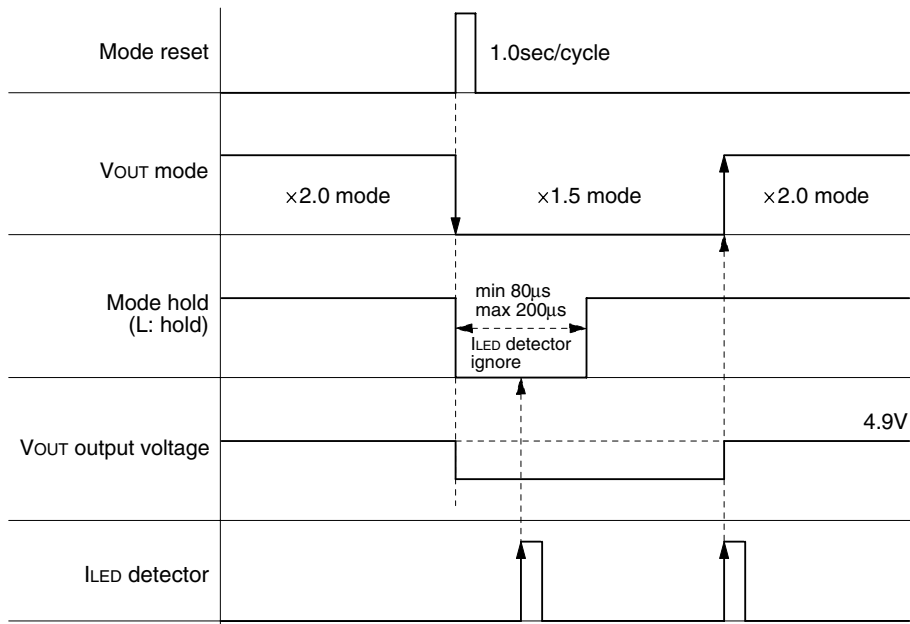 Mode reset
1.0sec/cycle
VOUT mode
×2.0 mode
×1.5 mode
×2.0 mode
Mode hold
(L: hold)
min 80µs
max 200µs
ILED detector
ignore
4.9V
VOUT output voltage
ILED detector